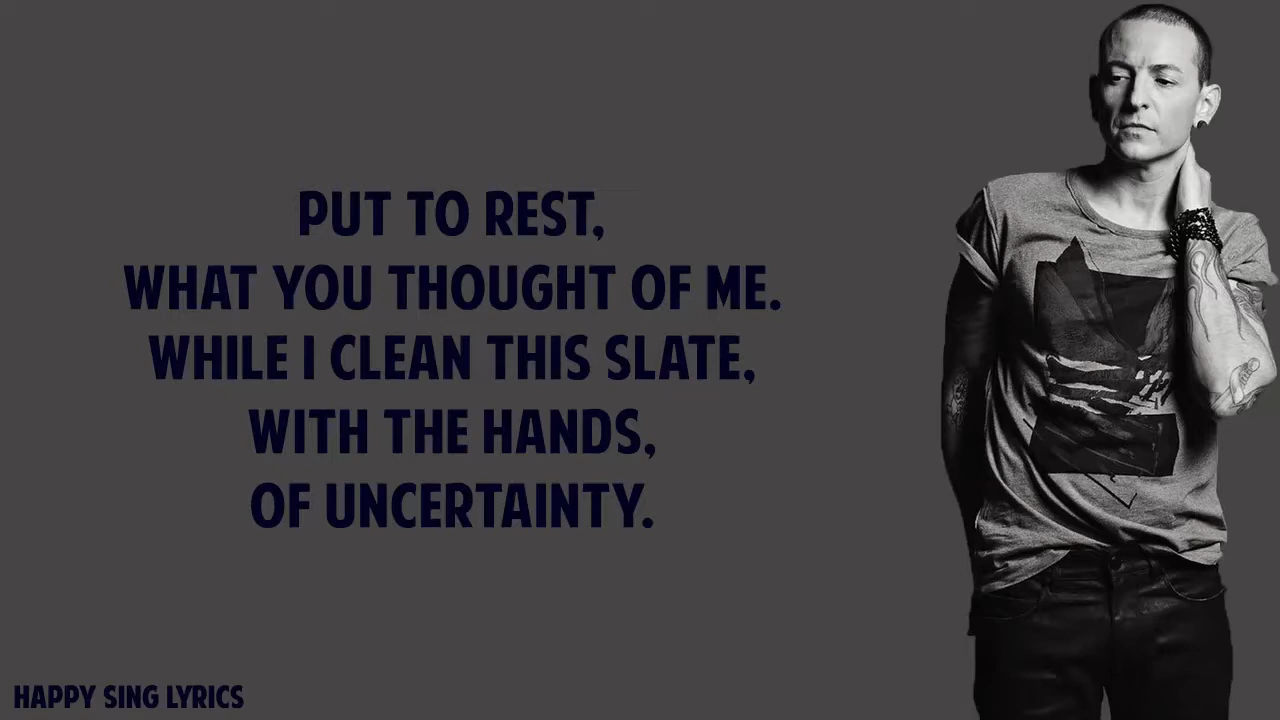 PUT TO REST,
WHAT YOU THOUGHT OF ME.
WHILE I CLEAN THIS SLATE,
WITH THE HANDS,
OF UNCERTAINTY.
HAPPY SING LYRICS